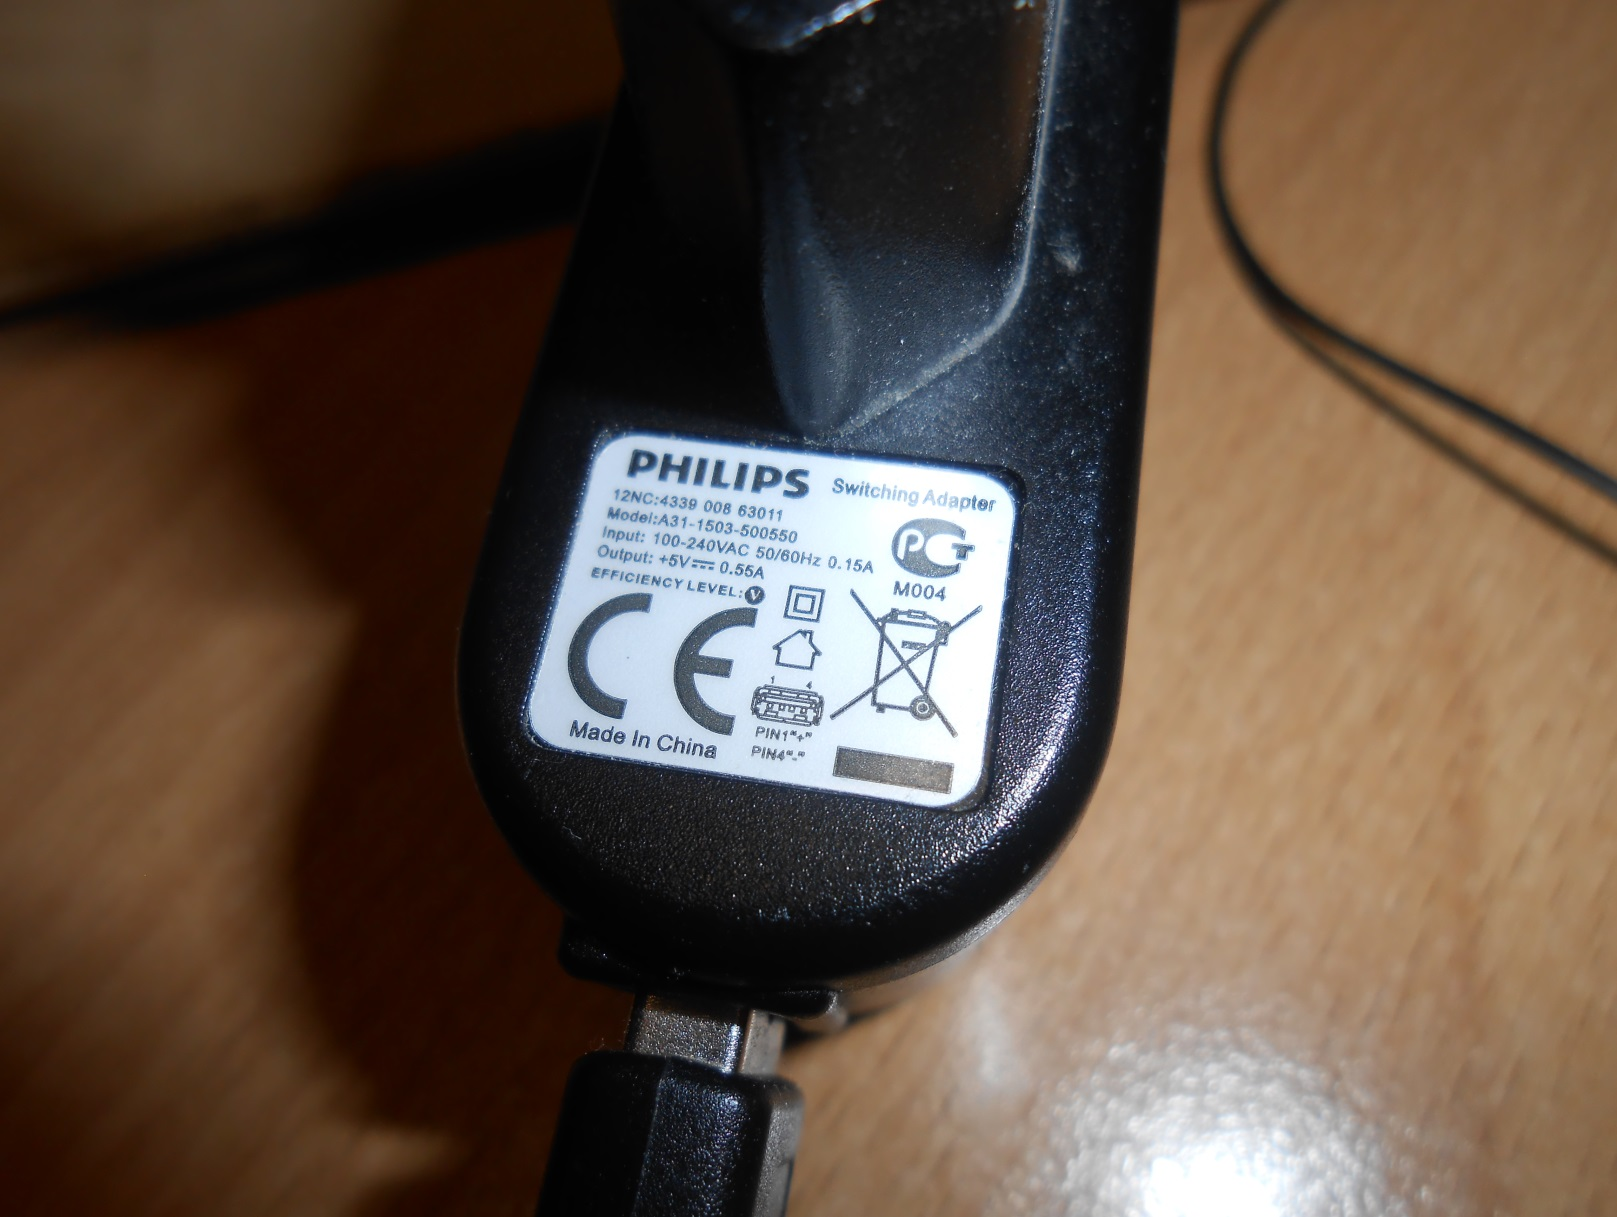 PHILIPS Switching Adapter
12NC:4339 008 63011
Model:A31-1503-500550
Input: 100-240VAC 50/60Hz 0.15A
Output: +5V⎓ 0.55A
EFFICIENCY LEVEL:V
PCT
M004
CE
1 4
PIN1"+"
PIN4"-"
Made In China